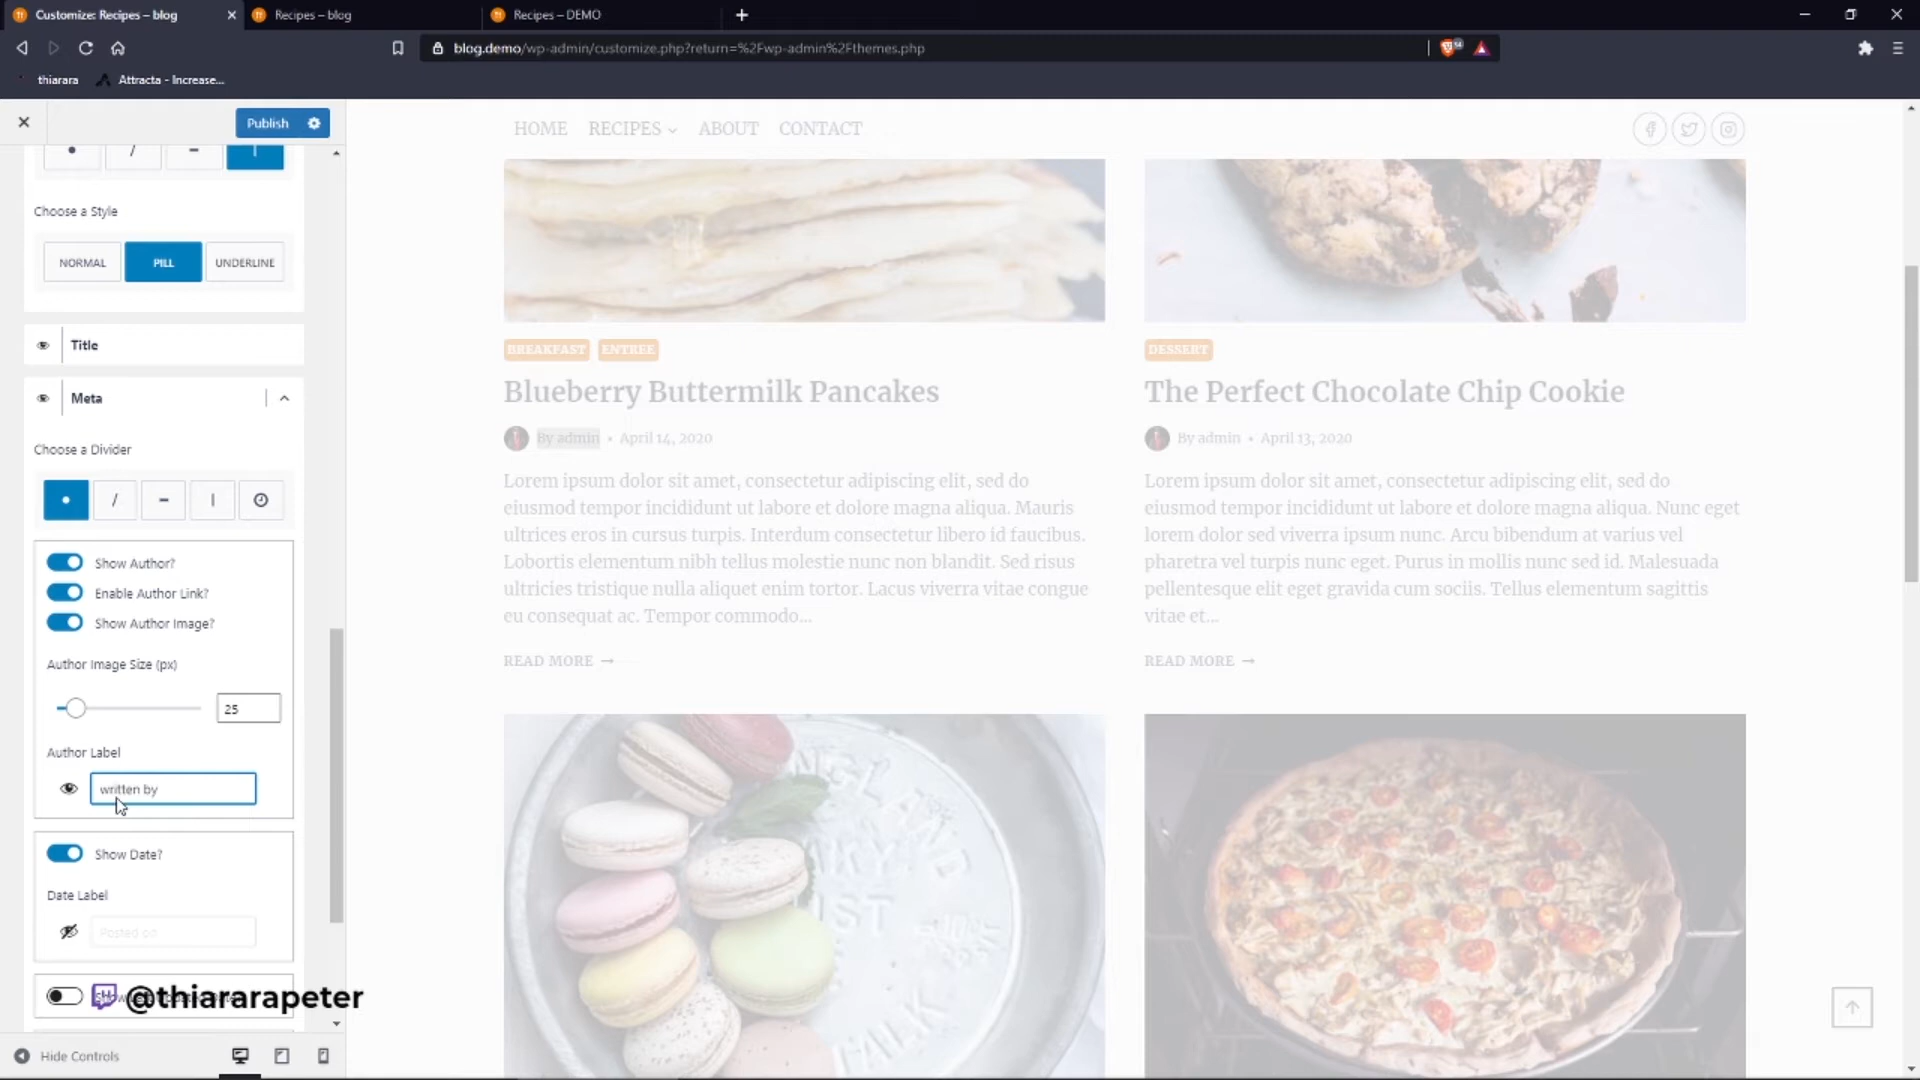 Customize: Recipes – blog
Recipes – blog
Recipes – DEMO
blog.demo/wp-admin/customize.php?return=%2Fwp-admin%2Fthemes.php
thiarara
Attracta - Increase...
Publish
HOME RECIPES ABOUT CONTACT
Choose a Style
NORMAL PILL UNDERLINE
Title
Meta
Choose a Divider
Show Author?
Enable Author Link?
Show Author Image?
Author Image Size (px)
25
Author Label
written by
Show Date?
Date Label
Posted on
@thiararapeter
Hide Controls
BREAKFAST ENTREE
Blueberry Buttermilk Pancakes
By admin • April 14, 2020
Lorem ipsum dolor sit amet, consectetur adipiscing elit, sed do
eiusmod tempor incididunt ut labore et dolore magna aliqua. Mauris
ultrices eros in cursus turpis. Interdum consectetur libero id faucibus.
Lobortis elementum nibh tellus molestie nunc non blandit. Sed risus
ultricies tristique nulla aliquet enim tortor. Lacus viverra vitae congue
eu consequat ac. Tempor commodo...
READ MORE →
DESSERT
The Perfect Chocolate Chip Cookie
By admin • April 13, 2020
Lorem ipsum dolor sit amet, consectetur adipiscing elit, sed do
eiusmod tempor incididunt ut labore et dolore magna aliqua. Nunc eget
lorem dolor sed viverra ipsum nunc. Arcu bibendum at varius vel
pharetra vel turpis nunc eget. Purus in mollis nunc sed id. Malesuada
pellentesque elit eget gravida cum sociis. Tellus elementum sagittis
vitae et...
READ MORE →